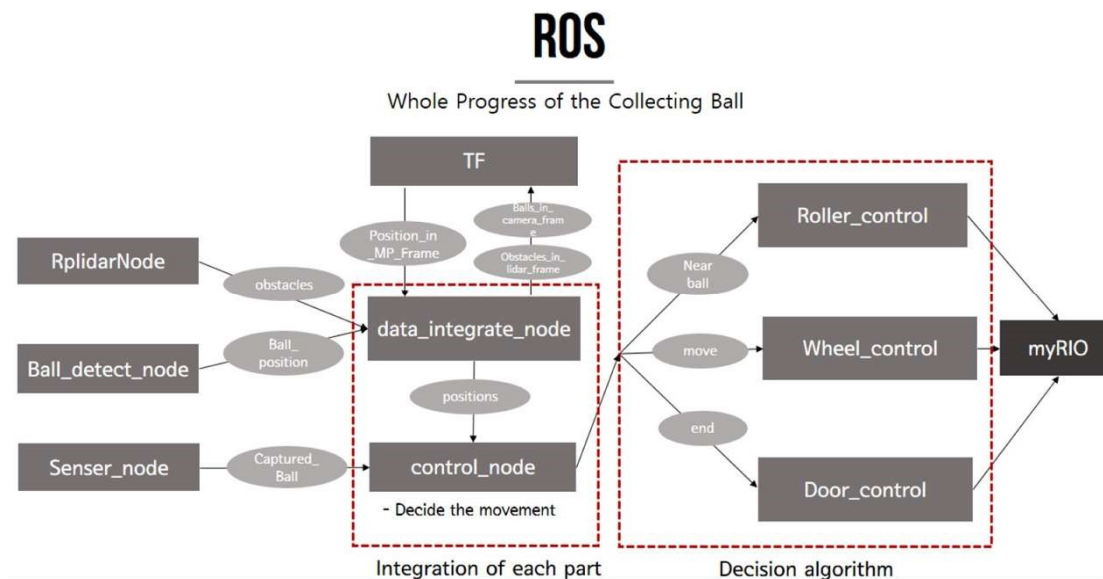 ROS
Whole Progress of the Collecting Ball
TF
Position_in
_MP_Frame
Balls_in_
camera_fram
e
Obstacles_in_
lidar_frame
RplidarNode
obstacles
Ball_detect_node
Ball_
position
Senser_node
Captured_
Ball
data_integrate_node
positions
control_node
- Decide the movement
Integration of each part
Near
ball
move
end
Roller_control
Wheel_control
Door_control
Decision algorithm
myRIO